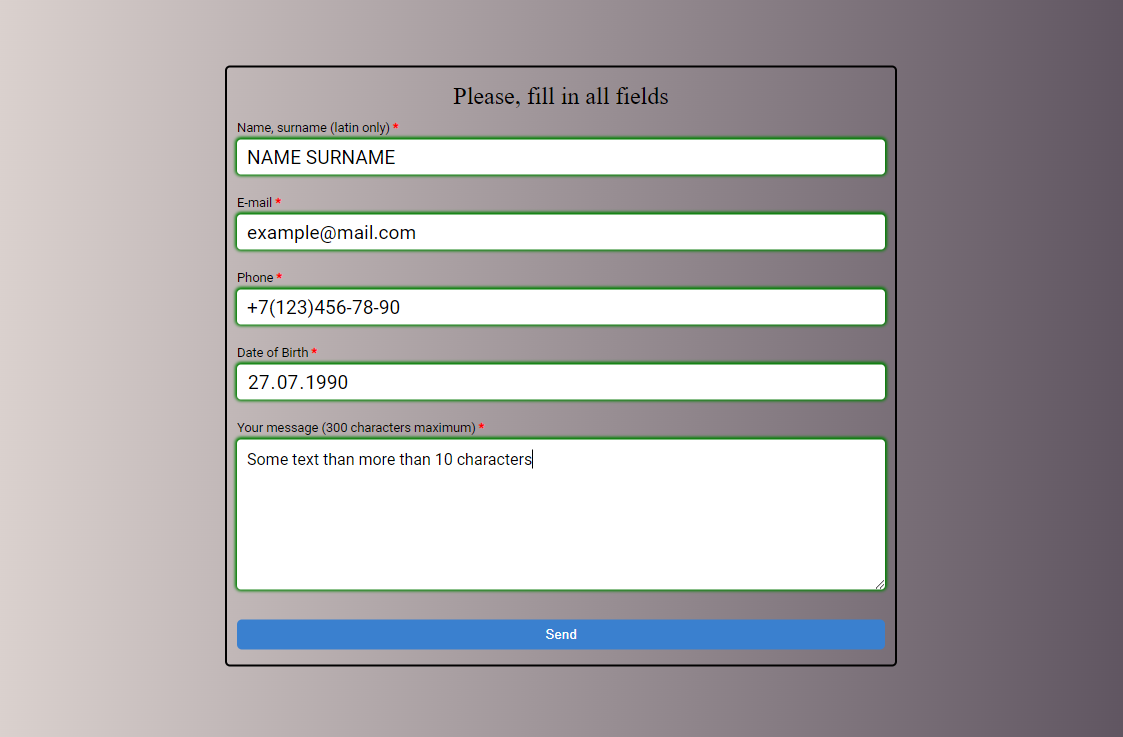 Please, fill in all fields
Name, surname (latin only) *
NAME SURNAME
E-mail *
example@mail.com
Phone *
+7(123)456-78-90
Date of Birth *
27.07.1990
Your message (300 characters maximum) *
Some text than more than 10 characters
Send